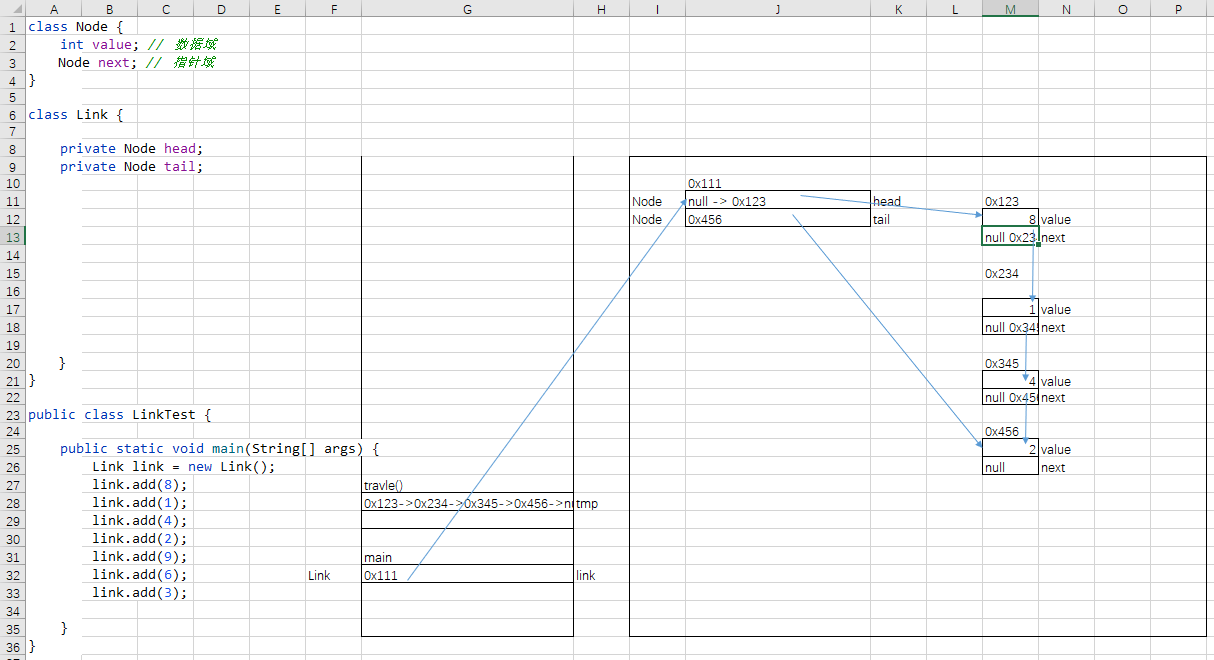 A B C D E F G H I J K L M N O P
1 class Node {
2 int value; // 数据域
3 Node next; // 指针域
4 }
5
6 class Link {
7
8 private Node head;
9 private Node tail;
10 0x111
11 Node null -> 0x123 head 0x123
12 Node 0x456 tail 8 value
13 null 0x23 next
14
15 0x234
16
17 1 value
18 null 0x345 next
19
20 } 0x345
21 } 4 value
22 null 0x456 next
23 public class LinkTest {
24 0x456
25 public static void main(String[] args) { 2 value
26 Link link = new Link(); null next
27 link.add(8); travle()
28 link.add(1); 0x123->0x234->0x345->0x456->nu tmp
29 link.add(4);
30 link.add(2);
31 link.add(9); main
32 link.add(6); Link 0x111 link
33 link.add(3);
34
35 }
36 }